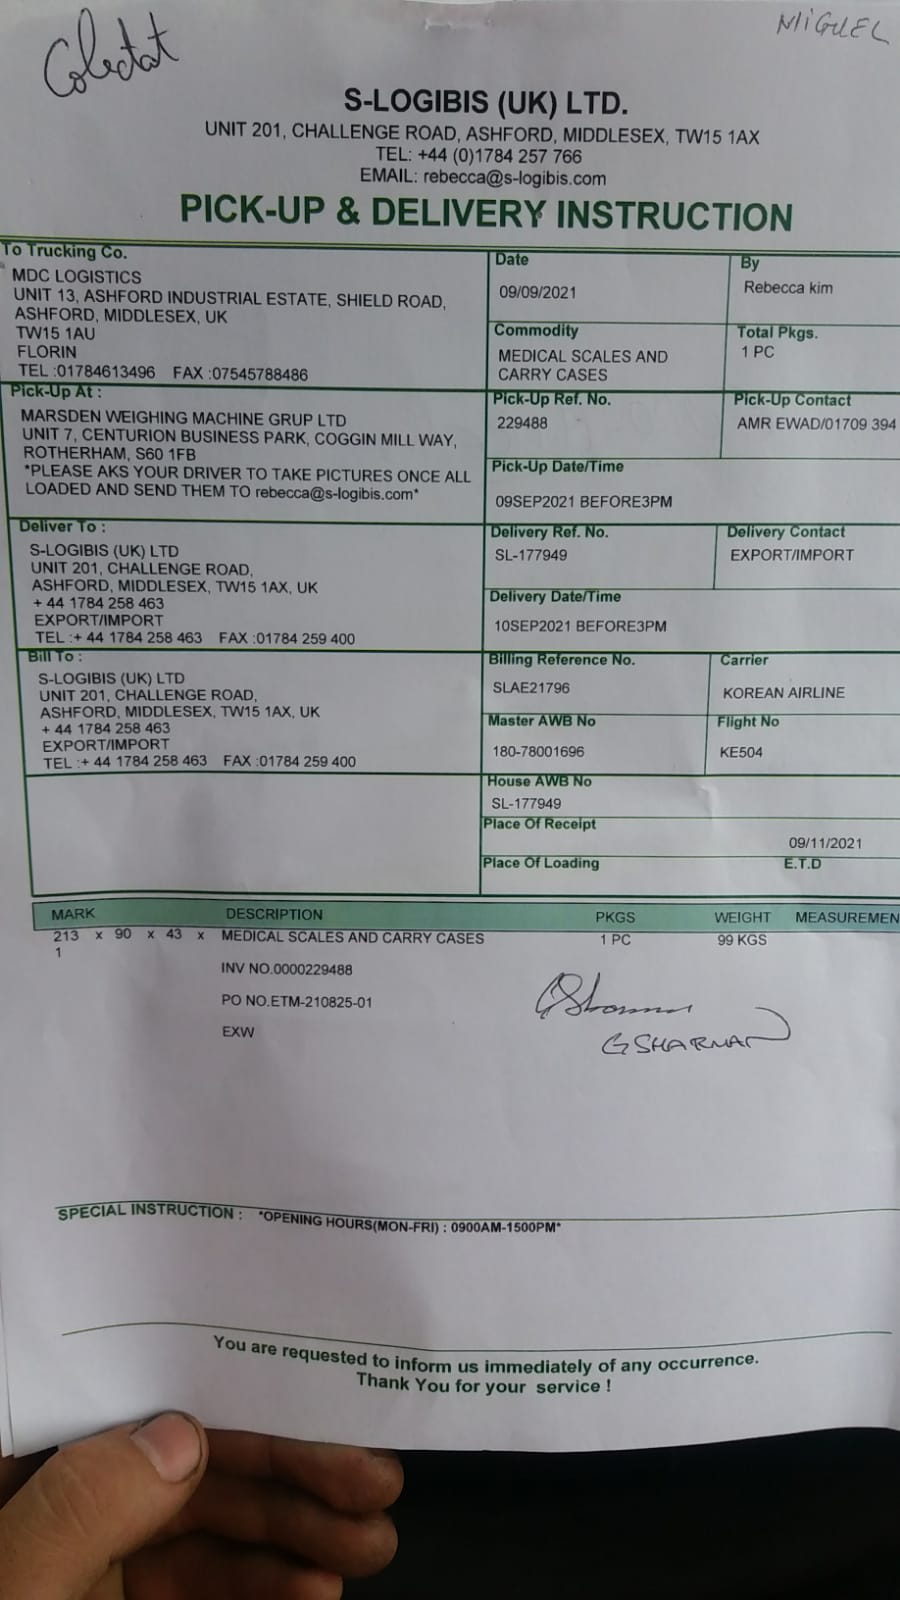 Colectat
MIGUEL
S-LOGIBIS (UK) LTD.
UNIT 201, CHALLENGE ROAD, ASHFORD, MIDDLESEX, TW15 1AX
TEL: +44 (0)1784 257 766
EMAIL: rebecca@s-logibis.com
PICK-UP & DELIVERY INSTRUCTION
To Trucking Co.
MDC LOGISTICS
UNIT 13, ASHFORD INDUSTRIAL ESTATE, SHIELD ROAD,
ASHFORD, MIDDLESEX, UK
TW15 1AU
FLORIN
TEL :01784613496 FAX :07545788486
Date
09/09/2021
By
Rebecca kim
Commodity
MEDICAL SCALES AND
CARRY CASES
Total Pkgs.
1 PC
Pick-Up At :
MARSDEN WEIGHING MACHINE GRUP LTD
UNIT 7, CENTURION BUSINESS PARK, COGGIN MILL WAY,
ROTHERHAM, S60 1FB
*PLEASE AKS YOUR DRIVER TO TAKE PICTURES ONCE ALL
LOADED AND SEND THEM TO rebecca@s-logibis.com*
Pick-Up Ref. No.
229488
Pick-Up Contact
AMR EWAD/01709 394
Pick-Up Date/Time
09SEP2021 BEFORE3PM
Deliver To :
S-LOGIBIS (UK) LTD
UNIT 201, CHALLENGE ROAD,
ASHFORD, MIDDLESEX, TW15 1AX, UK
+ 44 1784 258 463
EXPORT/IMPORT
TEL :+ 44 1784 258 463 FAX :01784 259 400
Delivery Ref. No.
SL-177949
Delivery Contact
EXPORT/IMPORT
Delivery Date/Time
10SEP2021 BEFORE3PM
Bill To :
S-LOGIBIS (UK) LTD
UNIT 201, CHALLENGE ROAD,
ASHFORD, MIDDLESEX, TW15 1AX, UK
+ 44 1784 258 463
EXPORT/IMPORT
TEL :+ 44 1784 258 463 FAX :01784 259 400
Billing Reference No.
SLAE21796
Carrier
KOREAN AIRLINE
Master AWB No
180-78001696
Flight No
KE504
House AWB No
SL-177949
Place Of Receipt
09/11/2021
Place Of Loading
E.T.D
MARK DESCRIPTION PKGS WEIGHT MEASUREMEN
213 x 90 x 43 x MEDICAL SCALES AND CARRY CASES 1 PC 99 KGS
1
INV NO.0000229488
PO NO.ETM-210825-01
EXW
G SHARMAN
SPECIAL INSTRUCTION : *OPENING HOURS(MON-FRI) : 0900AM-1500PM*
You are requested to inform us immediately of any occurrence.
Thank You for your service !